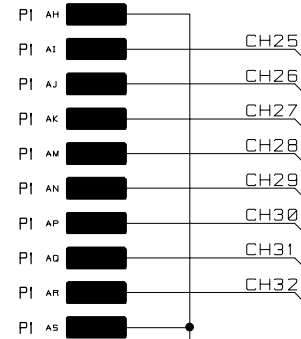 P1 AH
P1 AI CH25
P1 AJ CH26
P1 AK CH27
P1 AM CH28
P1 AN CH29
P1 AP CH30
P1 AQ CH31
P1 AR CH32
P1 AS